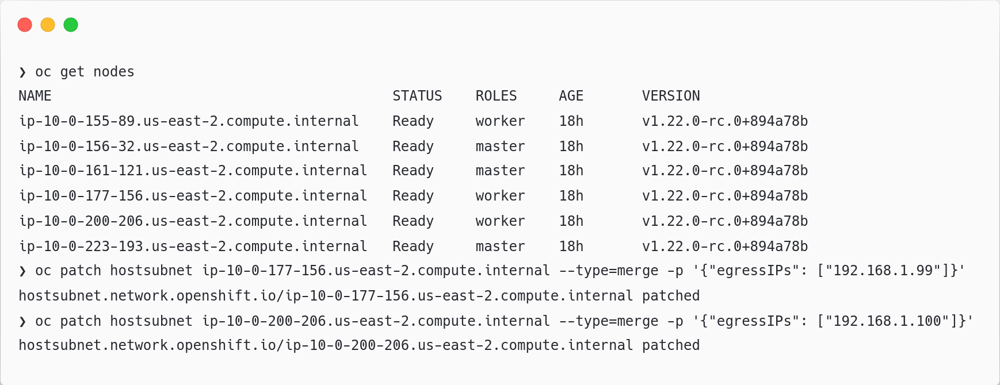 ❯ oc get nodes
NAME                                         STATUS    ROLES     AGE       VERSION
ip-10-0-155-89.us-east-2.compute.internal    Ready     worker    18h       v1.22.0-rc.0+894a78b
ip-10-0-156-32.us-east-2.compute.internal    Ready     master    18h       v1.22.0-rc.0+894a78b
ip-10-0-161-121.us-east-2.compute.internal   Ready     master    18h       v1.22.0-rc.0+894a78b
ip-10-0-177-156.us-east-2.compute.internal   Ready     worker    18h       v1.22.0-rc.0+894a78b
ip-10-0-200-206.us-east-2.compute.internal   Ready     worker    18h       v1.22.0-rc.0+894a78b
ip-10-0-223-193.us-east-2.compute.internal   Ready     master    18h       v1.22.0-rc.0+894a78b
❯ oc patch hostsubnet ip-10-0-177-156.us-east-2.compute.internal --type=merge -p '{"egressIPs": ["192.168.1.99"]}'
hostsubnet.network.openshift.io/ip-10-0-177-156.us-east-2.compute.internal patched
❯ oc patch hostsubnet ip-10-0-200-206.us-east-2.compute.internal --type=merge -p '{"egressIPs": ["192.168.1.100"]}'
hostsubnet.network.openshift.io/ip-10-0-200-206.us-east-2.compute.internal patched